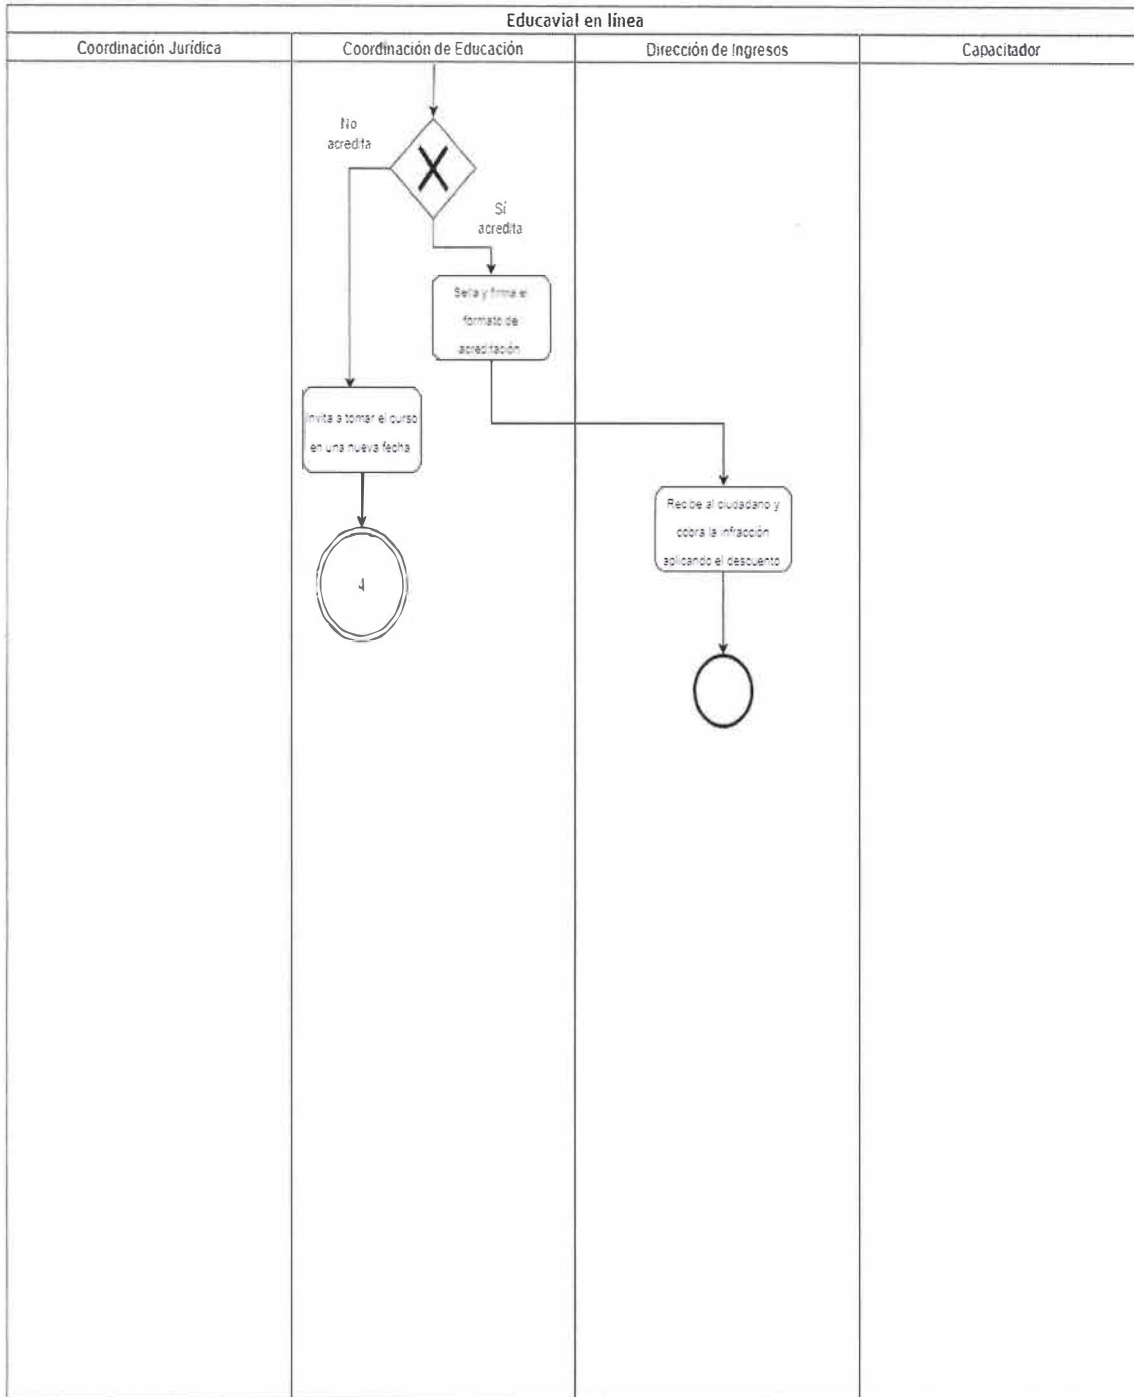 Educavial en línea
Coordinación Jurídica
Coordinación de Educación
Dirección de Ingresos
Capacitador
No
acredita
Sí
acredita
Sella y firma el
formato de
acreditación
Invita a tomar el curso
en una nueva fecha
Recibe al ciudadano y
cobra la infracción
aplicando el descuento